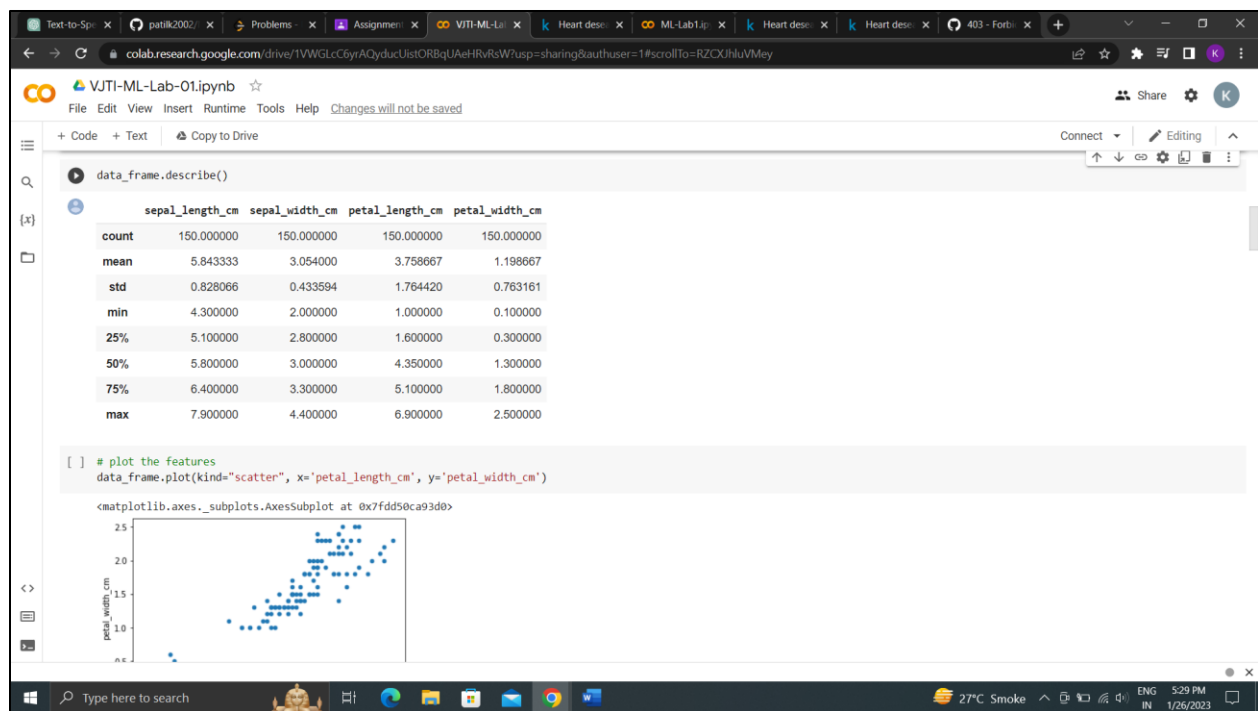 Text-to-Spe
patilk2002/
Problems -
Assignment
VJTI-ML-La
Heart dese
ML-Lab1.ip
Heart dese
Heart dese
403 - Forbi
colab.research.google.com/drive/1VWGLcC6yrAQyducUistORBqUAeHRvRsW?usp=sharing&authuser=1#scrollTo=RZCXJhluVMey
K
VJTI-ML-Lab-01.ipynb
Share
K
File Edit View Insert Runtime Tools Help Changes will not be saved
+ Code + Text Copy to Drive
Connect Editing
data_frame.describe()
{x}
sepal_length_cm sepal_width_cm petal_length_cm petal_width_cm
count 150.000000 150.000000 150.000000 150.000000
mean 5.843333 3.054000 3.758667 1.198667
std 0.828066 0.433594 1.764420 0.763161
min 4.300000 2.000000 1.000000 0.100000
25% 5.100000 2.800000 1.600000 0.300000
50% 5.800000 3.000000 4.350000 1.300000
75% 6.400000 3.300000 5.100000 1.800000
max 7.900000 4.400000 6.900000 2.500000
[ ] # plot the features
data_frame.plot(kind="scatter", x='petal_length_cm', y='petal_width_cm')
<matplotlib.axes._subplots.AxesSubplot at 0x7fdd50ca93d0>
2.5
2.0
1.5
1.0
0.5
petal_width_cm
Type here to search
27°C Smoke
ENG
IN
5:29 PM
1/26/2023